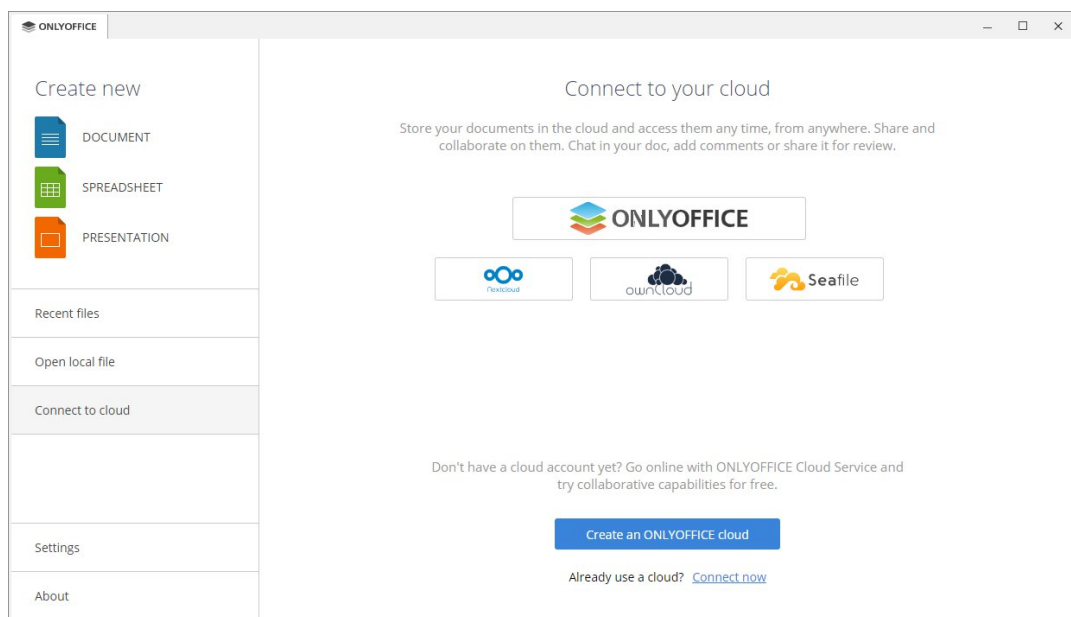 ONLYOFFICE
Create new
DOCUMENT
SPREADSHEET
PRESENTATION
Recent files
Open local file
Connect to cloud
Settings
About
Connect to your cloud
Store your documents in the cloud and access them any time, from anywhere. Share and
collaborate on them. Chat in your doc, add comments or share it for review.
ONLYOFFICE
Nextcloud
ownCloud
Seafile
Don't have a cloud account yet? Go online with ONLYOFFICE Cloud Service and
try collaborative capabilities for free.
Create an ONLYOFFICE cloud
Already use a cloud? Connect now